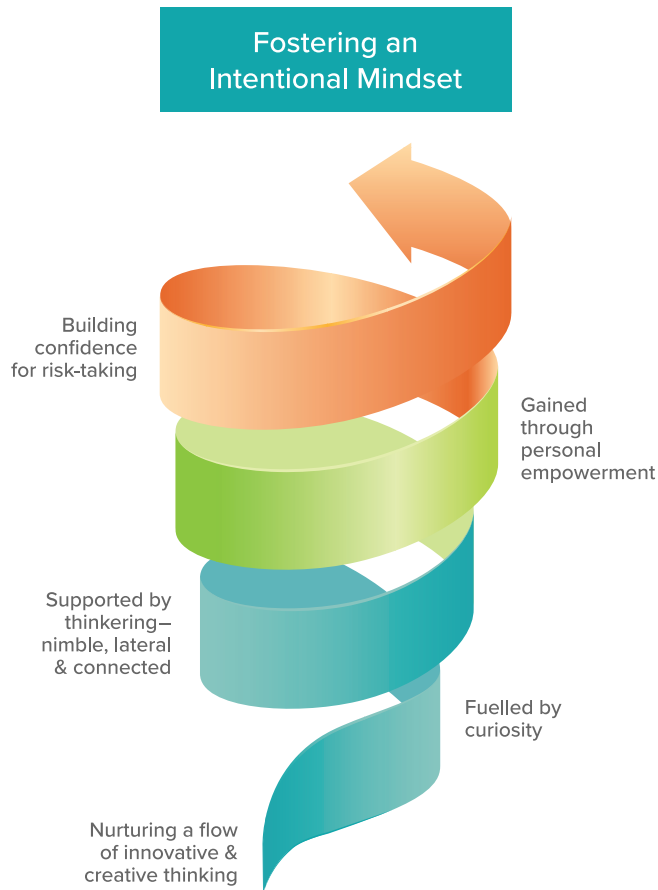 Fostering an
Intentional Mindset
Building
confidence
for risk-taking
Gained
through
personal
empowerment
Supported by
thinkering–
nimble, lateral
& connected
Fuelled by
curiosity
Nurturing a flow
of innovative &
creative thinking